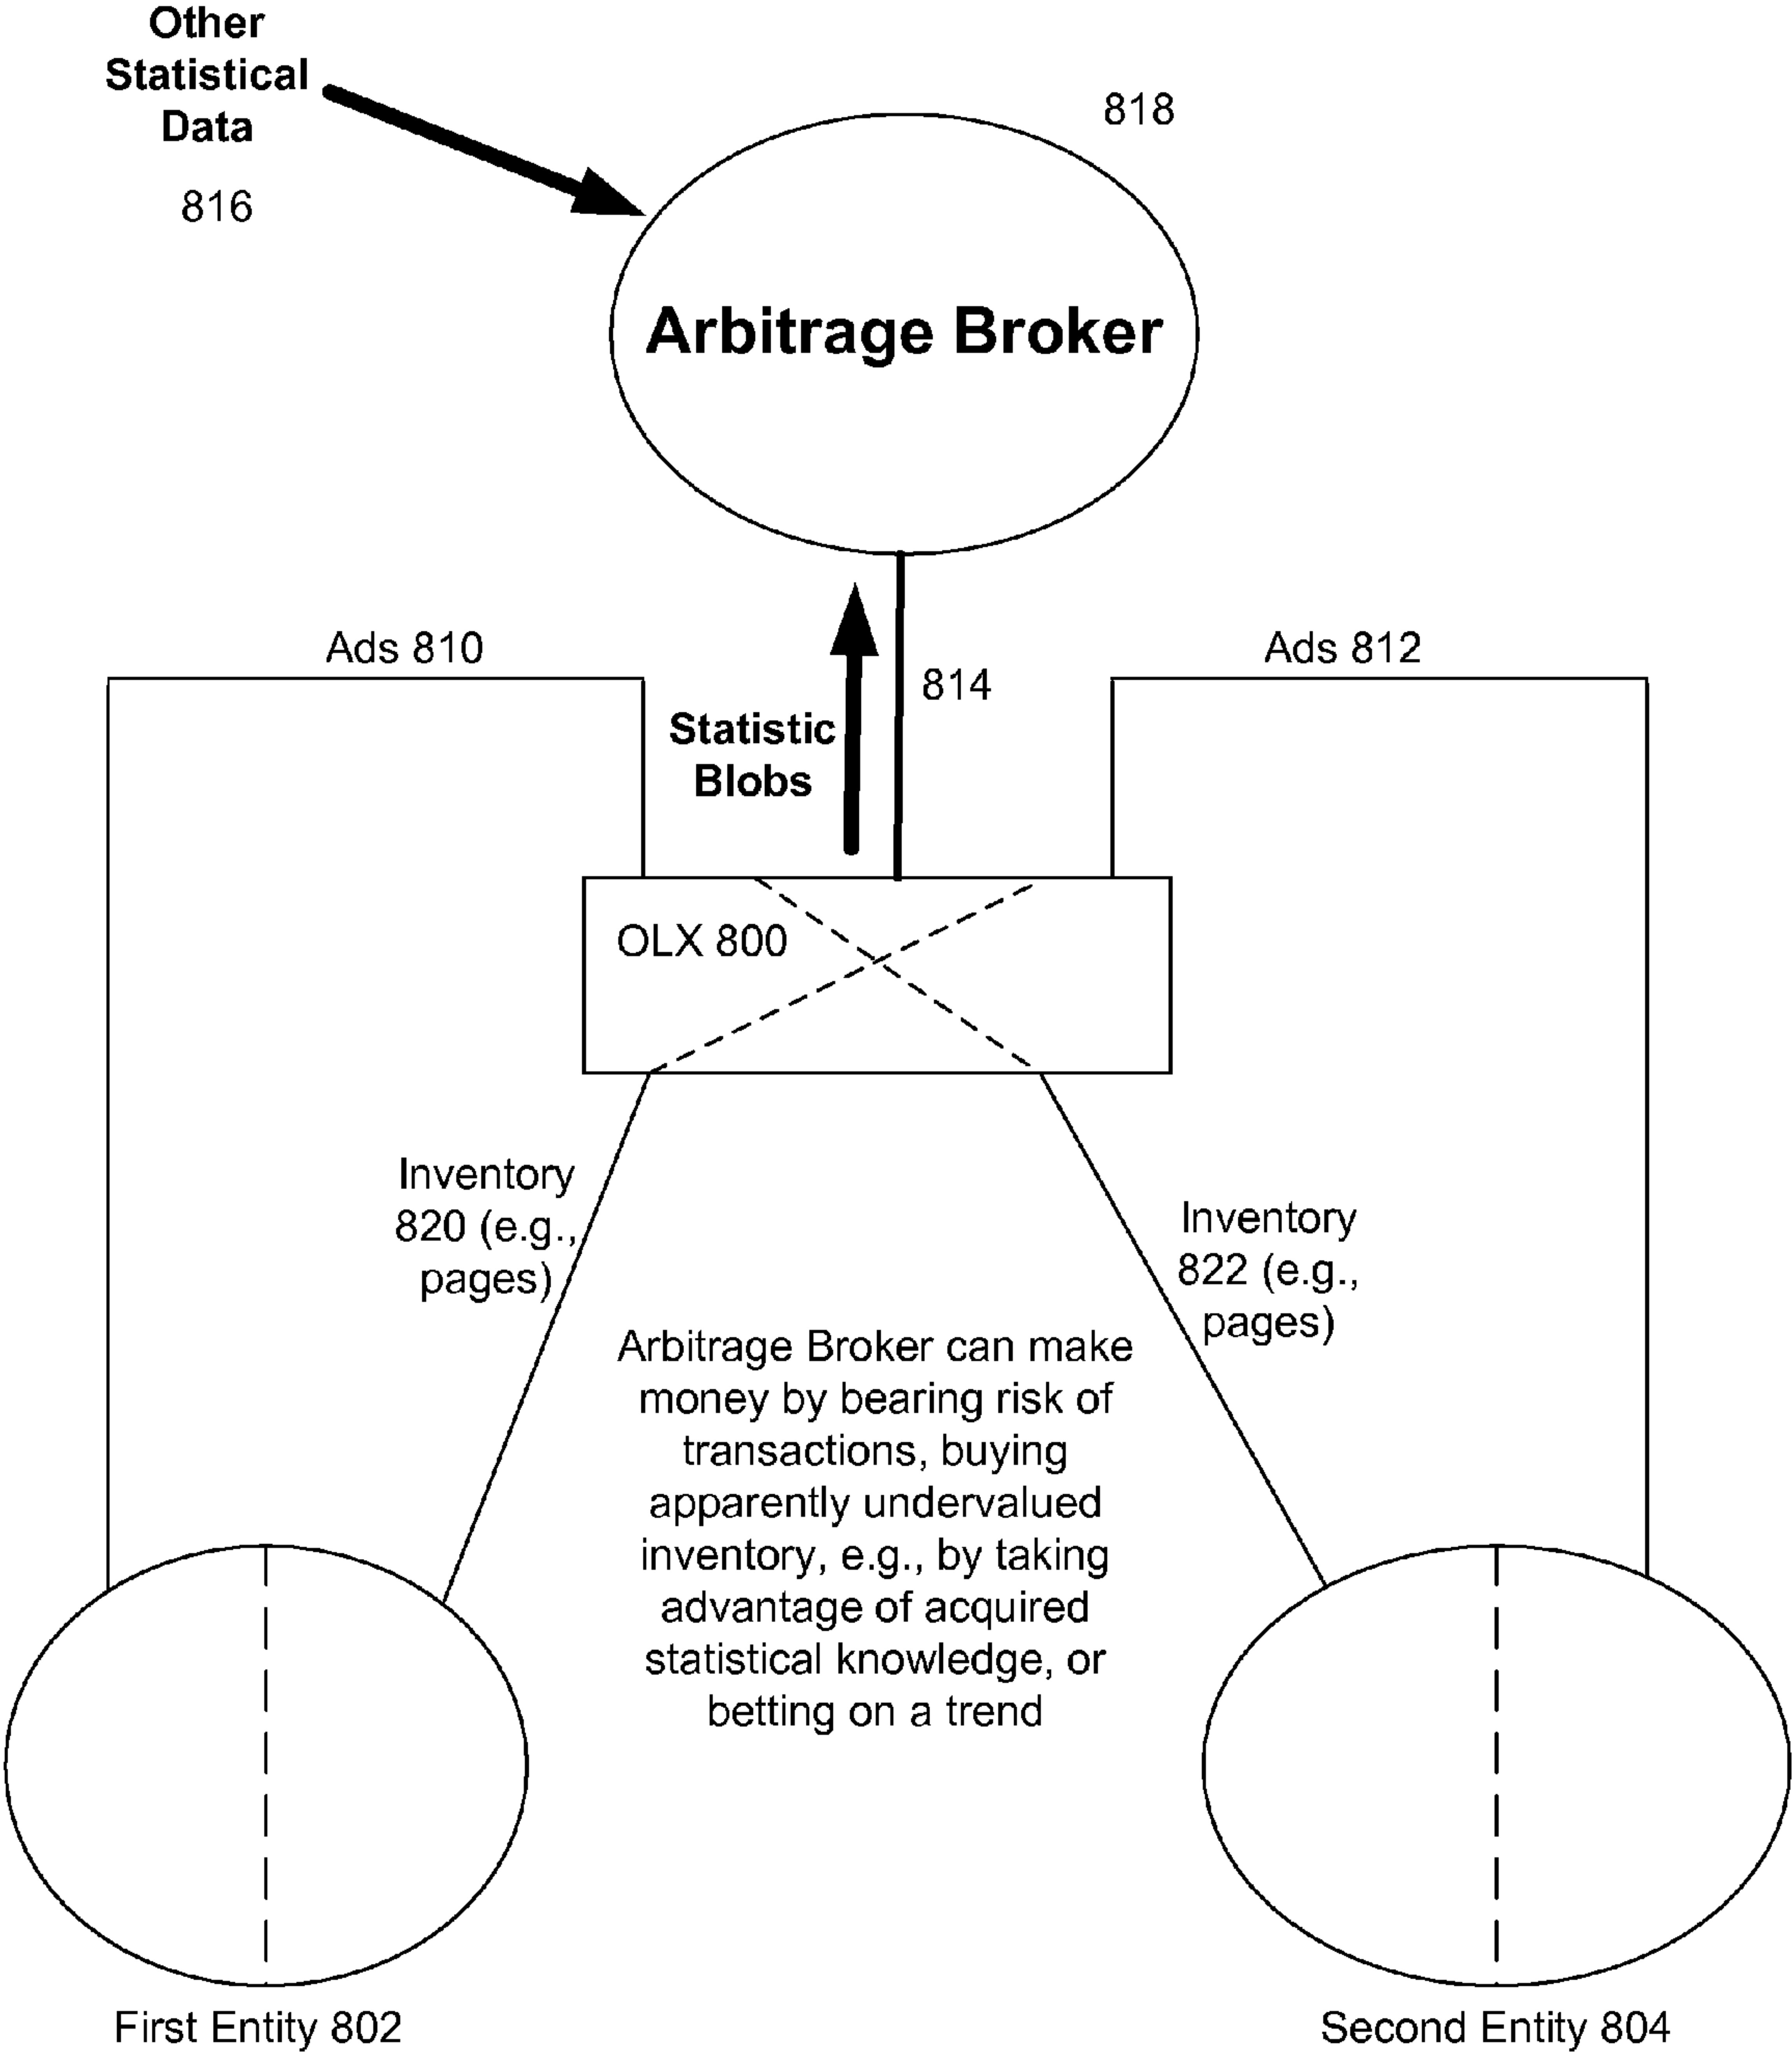 Other
Statistical
Data
816
818
Arbitrage Broker
Ads 810
Ads 812
814
Statistic
Blobs
OLX 800
Inventory
820 (e.g.,
pages)
Inventory
822 (e.g.,
pages)
Arbitrage Broker can make
money by bearing risk of
transactions, buying
apparently undervalued
inventory, e.g., by taking
advantage of acquired
statistical knowledge, or
betting on a trend
First Entity 802
Second Entity 804